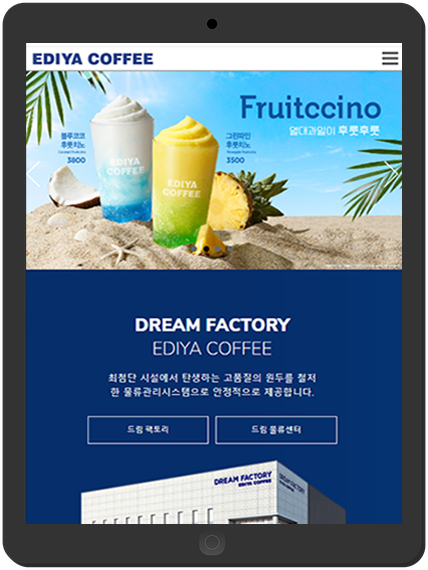 EDIYA COFFEE
Fruitccino
열대과일이 후룻후룻
블루코코
후룻치노
3800
그린파인
후룻치노
3500
EDIYA
COFFEE
EDIYA
COFFEE
DREAM FACTORY
EDIYA COFFEE
최첨단 시설에서 탄생하는 고품질의 원두를 철저
한 물류관리시스템으로 안정적으로 제공합니다.
드림 팩토리
드림 물류센터
DREAM FACTORY
EDIYA COFFEE
DREAM FACTORY